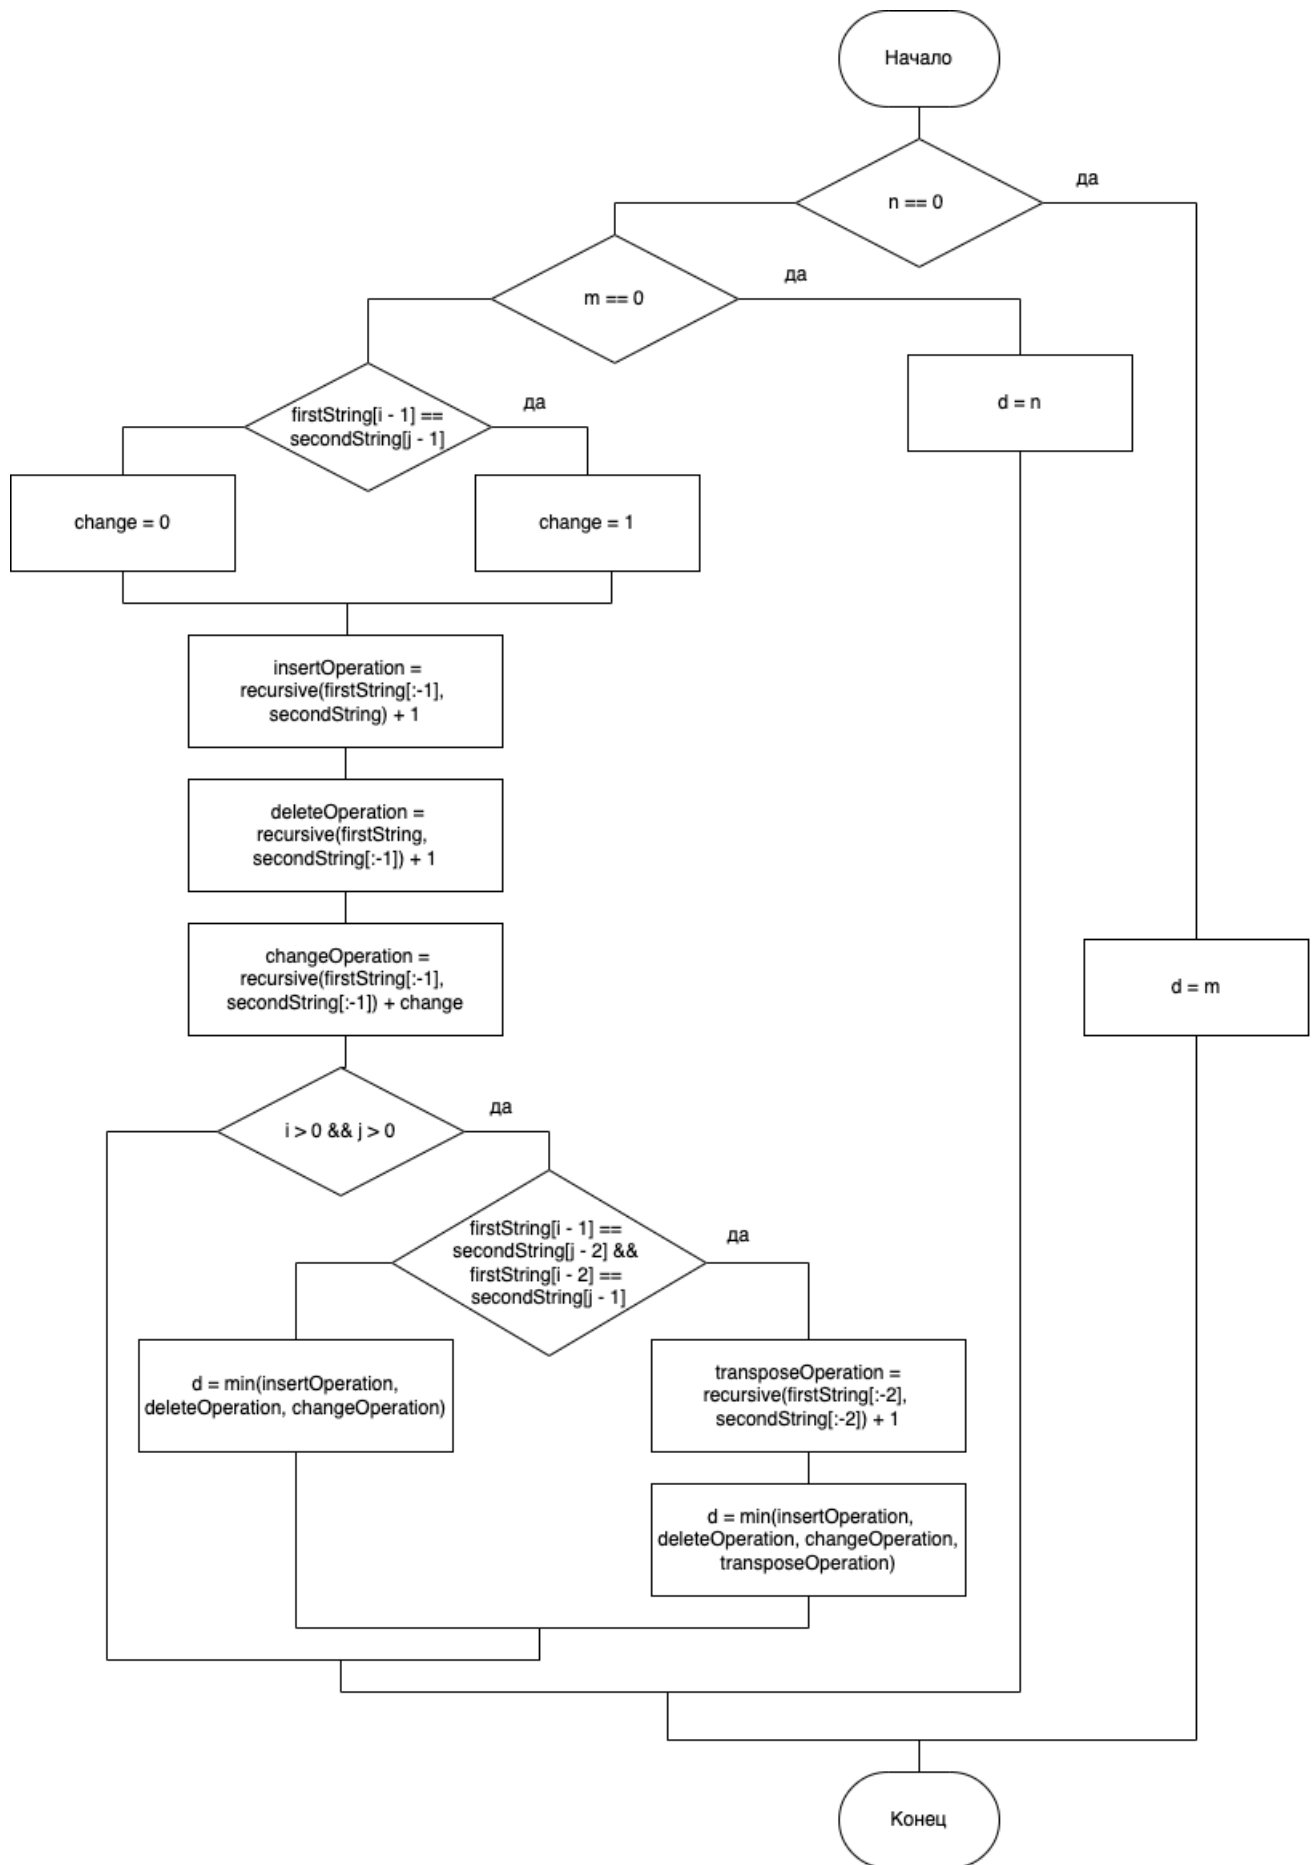 Начало
да
n == 0
да
m == 0
d = n
да
firstString[i - 1] ==
secondString[j - 1]
change = 0
change = 1
insertOperation =
recursive(firstString[:-1],
secondString) + 1
deleteOperation =
recursive(firstString,
secondString[:-1]) + 1
changeOperation =
recursive(firstString[:-1],
secondString[:-1]) + change
d = m
да
i > 0 && j > 0
да
firstString[i - 1] ==
secondString[j - 2] &&
firstString[i - 2] ==
secondString[j - 1]
d = min(insertOperation,
deleteOperation, changeOperation)
transposeOperation =
recursive(firstString[:-2],
secondString[:-2]) + 1
d = min(insertOperation,
deleteOperation, changeOperation,
transposeOperation)
Конец